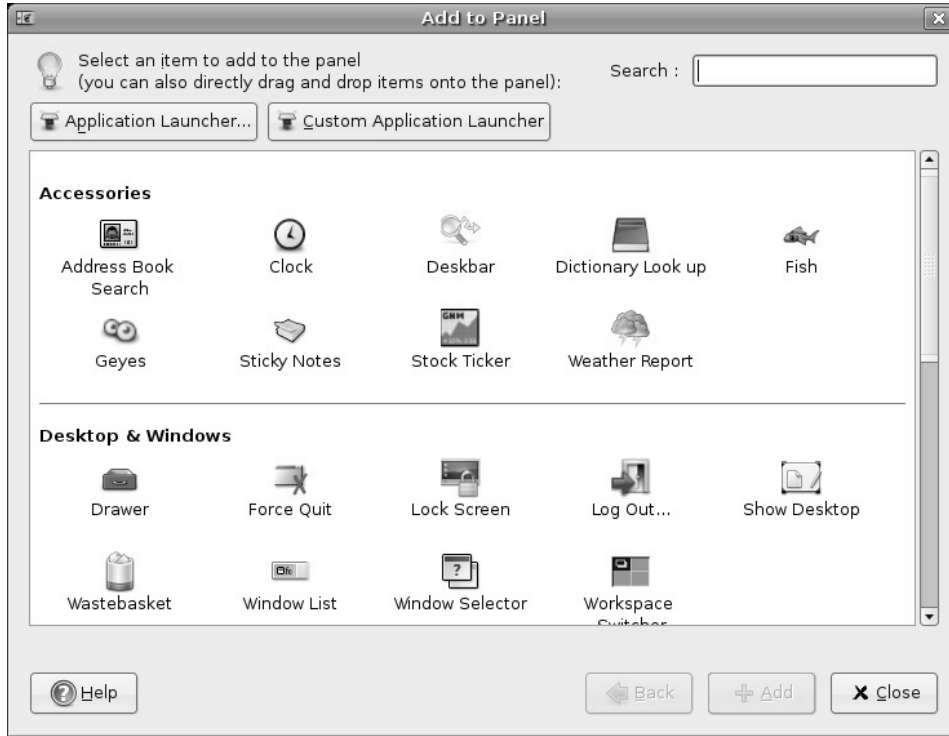 Add to Panel
Select an item to add to the panel
(you can also directly drag and drop items onto the panel):
Search :
Application Launcher...
Custom Application Launcher
Accessories
Address Book
Search
Clock
Deskbar
Dictionary Look up
Fish
Geyes
Sticky Notes
GNM
Stock Ticker
Weather Report
Desktop & Windows
Drawer
Force Quit
Lock Screen
Log Out...
Show Desktop
Wastebasket
Window List
?
Window Selector
Workspace
Switcher
? Help
Back
Add
X Close